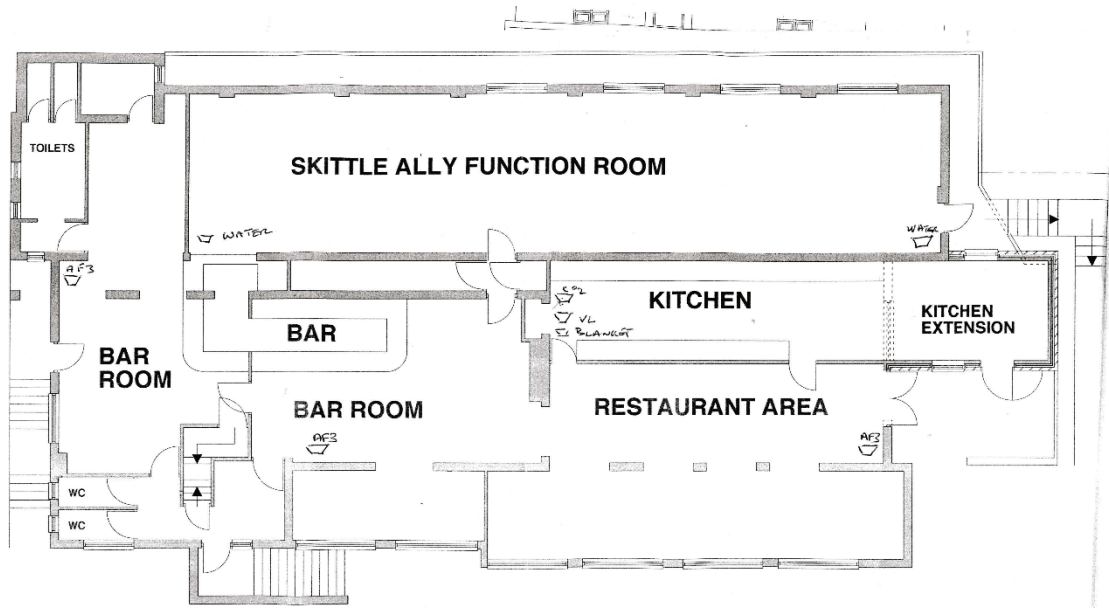 TOILETS
SKITTLE ALLY FUNCTION ROOM
WATER
WATER
AF3
CO2
VL
BLANKET
KITCHEN
KITCHEN
EXTENSION
BAR
BAR
ROOM
BAR ROOM
RESTAURANT AREA
AF3
AF3
WC
WC